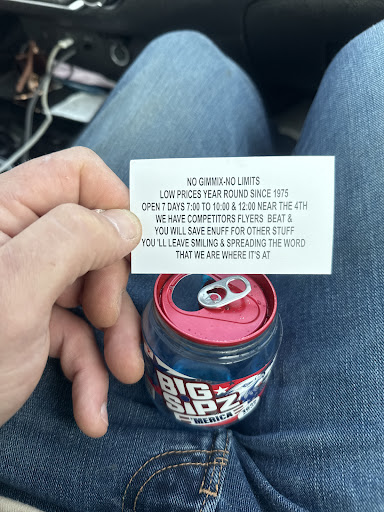 NO GIMMIX-NO LIMITS
LOW PRICES YEAR ROUND SINCE 1975
OPEN 7 DAYS 7:00 TO 10:00 & 12:00 NEAR THE 4TH
WE HAVE COMPETITORS FLYERS BEAT &
YOU WILL SAVE ENUFF FOR OTHER STUFF
YOU 'LL LEAVE SMILING & SPREADING THE WORD
THAT WE ARE WHERE IT'S AT
BIG
SIPZ
'MERICA